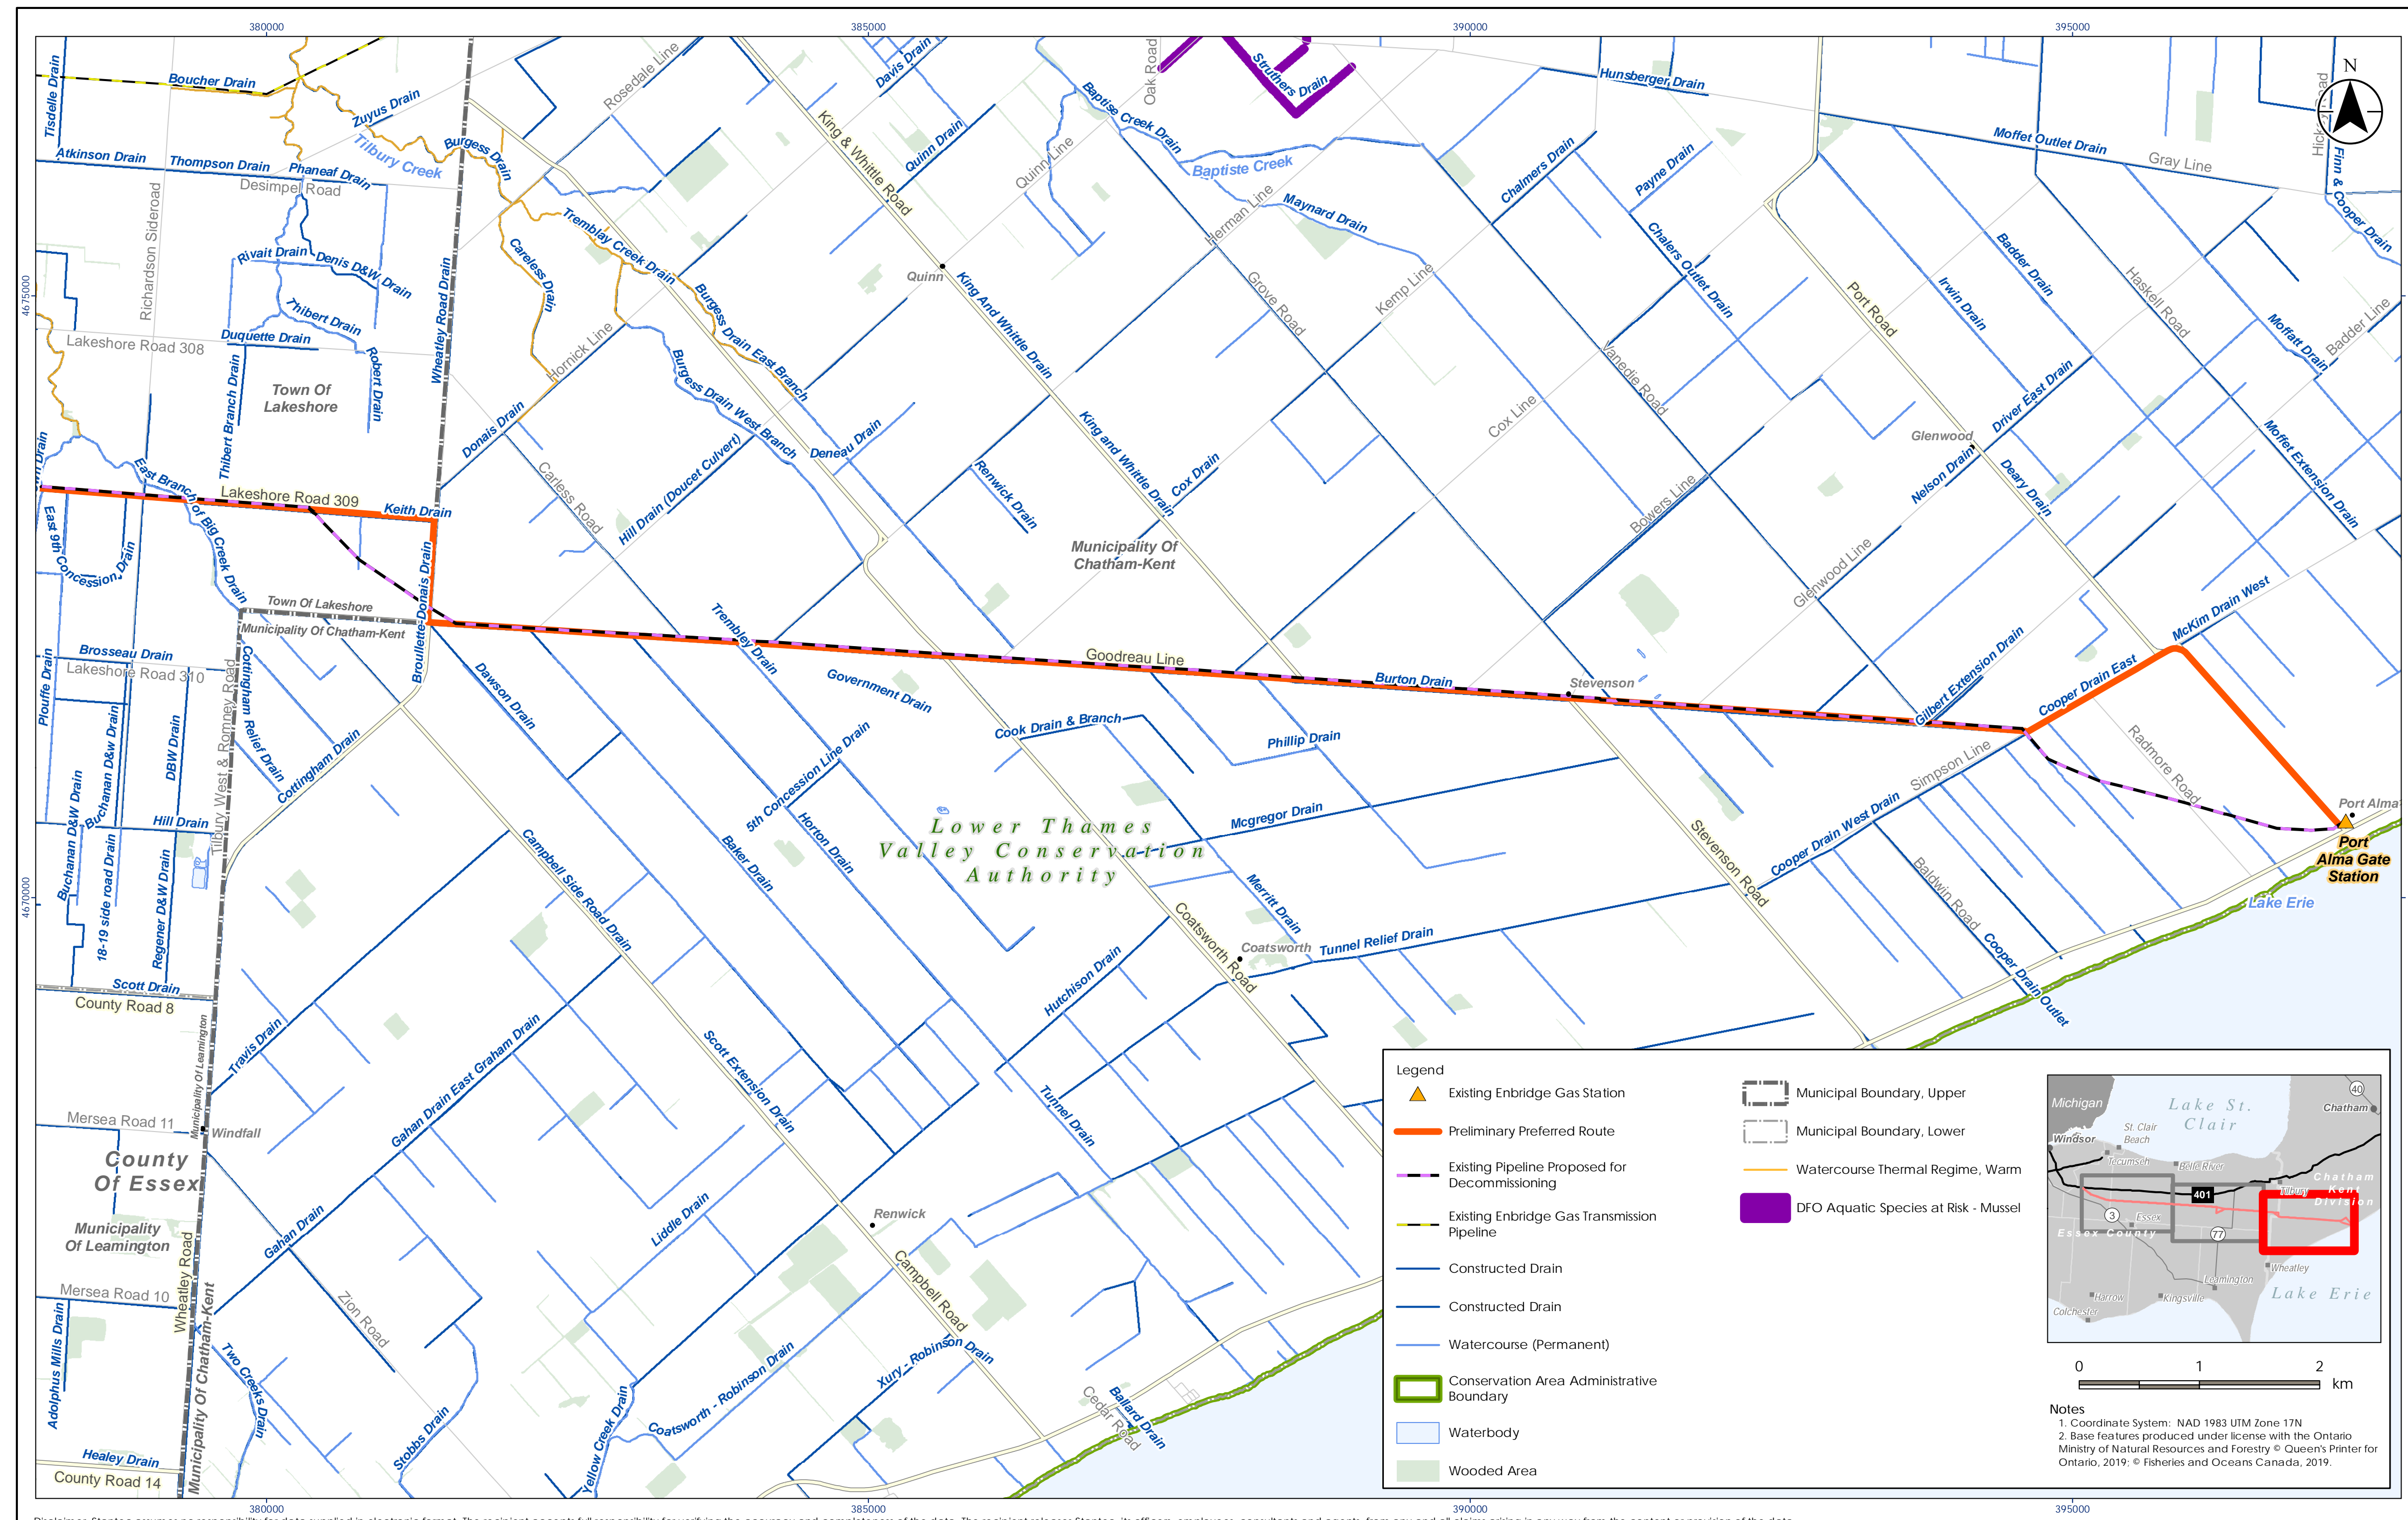 380000
385000
390000
395000
Tisdelle Drain
Boucher Drain
Zuyus Drain
Tilbury Creek
Burgess Drain
Rosedale Line
Davis Drain
King & Whittle Road
Quinn Drain
Quinn Line
Baptise Creek Drain
Oak Road
Struthers Drain
Baptiste Creek
Hunsberger Drain
Chalmers Drain
Payne Drain
Moffet Outlet Drain
Gray Line
N
Finn & Cooper Drain
Atkinson Drain
Thompson Drain
Phaneaf Drain
Desimpel Road
Richardson Sideroad
Rivait Drain
Denis D&W Drain
Thibert Drain
Duquette Drain
Lakeshore Road 308
Thibert Branch Drain
Robert Drain
Town Of
Lakeshore
Wheatley Road Drain
Careless Drain
Tremblay Creek Drain
Hornick Line
Burgess Drain East Branch
Burgess Drain West Branch
Donais Drain
Carless Road
Hill Drain (Doucet Culvert)
Deneau Drain
Quinn
King And Whittle Drain
King and Whittle Drain
Herman Line
Maynard Drain
Grove Road
Kemp Line
Chalers Outlet Drain
Vanedie Road
Cox Line
Cox Drain
Renwick Drain
Bowers Line
Port Road
Irwin Drain
Badder Drain
Haskell Road
Moffatt Drain
Badder Line
Driver East Drain
Glenwood
Nelson Drain
Deary Drain
Moffet Extension Drain
Glenwood Line
4675000
East Branch of Big Creek Drain
Lakeshore Road 309
Keith Drain
East 9th Concession Drain
Brouillette-Donais Drain
Town Of Lakeshore
Municipality Of Chatham-Kent
Municipality Of
Chatham-Kent
Goodreau Line
Burton Drain
Stevenson
Gilbert Extension Drain
Cooper Drain East
McKim Drain West
Simpson Line
Radmore Road
Port Alma
Port
Alma Gate
Station
Lake Erie
Brosseau Drain
Lakeshore Road 310
Plouffe Drain
Tilbury West & Romney Road
Cottingham Relief Drain
Cottingham Drain
Buchanan D&w Drain
Buchanan D&W Drain
DBW Drain
Hill Drain
18-19 side road Drain
Regener D&W Drain
Scott Drain
County Road 8
4670000
Dawson Drain
Trembley Drain
Government Drain
5th Concession Line Drain
Horton Drain
Baker Drain
Campbell Side Road Drain
Cook Drain & Branch
Phillip Drain
Mcgregor Drain
Lower Thames
Valley Conservation
Authority
Merritt Drain
Coatsworth Road
Coatsworth
Tunnel Relief Drain
Hutchison Drain
Stevenson Road
Cooper Drain West Drain
Baldwin Road
Cooper Drain Outlet
Travis Drain
Gahan Drain East Graham Drain
Scott Extension Drain
Tunnel Drain
Municipality Of Leamington
Mersea Road 11
Windfall
County
Of Essex
Municipality
Of Leamington
Gahan Drain
Zion Road
Liddle Drain
Renwick
Campbell Road
Mersea Road 10
Wheatley Road
Municipality Of Chatham-Kent
Adolphus Mills Drain
Two Creeks Drain
Stobbs Drain
Yellow Creek Drain
Coatsworth - Robinson Drain
Xury - Robinson Drain
Cedar Road
Ballard Drain
Healey Drain
County Road 14
Legend
Existing Enbridge Gas Station
Preliminary Preferred Route
Existing Pipeline Proposed for
Decommissioning
Existing Enbridge Gas Transmission
Pipeline
Constructed Drain
Constructed Drain
Watercourse (Permanent)
Conservation Area Administrative
Boundary
Waterbody
Wooded Area
Municipal Boundary, Upper
Municipal Boundary, Lower
Watercourse Thermal Regime, Warm
DFO Aquatic Species at Risk - Mussel
Michigan
Lake St.
Clair
40
Chatham
Windsor
St. Clair
Beach
Tecumseh
Belle River
401
Tilbury
Chatham
Kent
Division
3
Essex
Essex County
77
Wheatley
Leamington
Harrow
Kingsville
Colchester
Lake Erie
0
1
2
km
Notes
1. Coordinate System: NAD 1983 UTM Zone 17N
2. Base features produced under license with the Ontario
Ministry of Natural Resources and Forestry © Queen's Printer for
Ontario, 2019; © Fisheries and Oceans Canada, 2019.
380000
385000
390000
395000